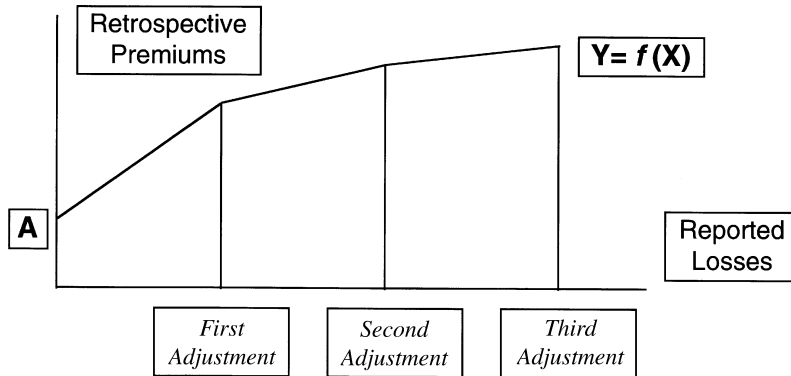 Retrospective
Premiums
Y= f (X)
A
Reported
Losses
First
Adjustment
Second
Adjustment
Third
Adjustment